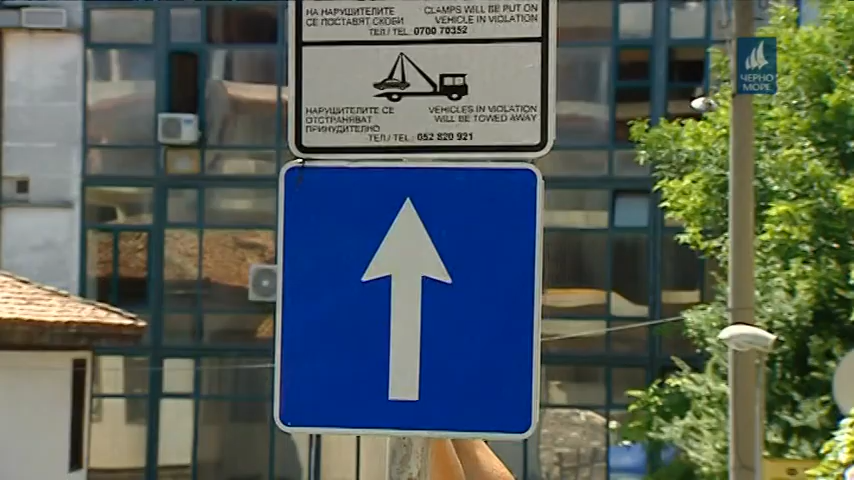 НА НАРУШИТЕЛИТЕ
СЕ ПОСТАВЯТ СКОБИ
CLAMPS WILL BE PUT ON
VEHICLES IN VIOLATION
ТЕЛ./TEL. 0700 70352
НАРУШИТЕЛИТЕ СЕ
ОТСТРАНЯВАТ
ПРИНУДИТЕЛНО
VEHICLES IN VIOLATION
WILL BE TOWED AWAY
ТЕЛ./TEL. 052 820 921
ЧЕРНО
МОРЕ